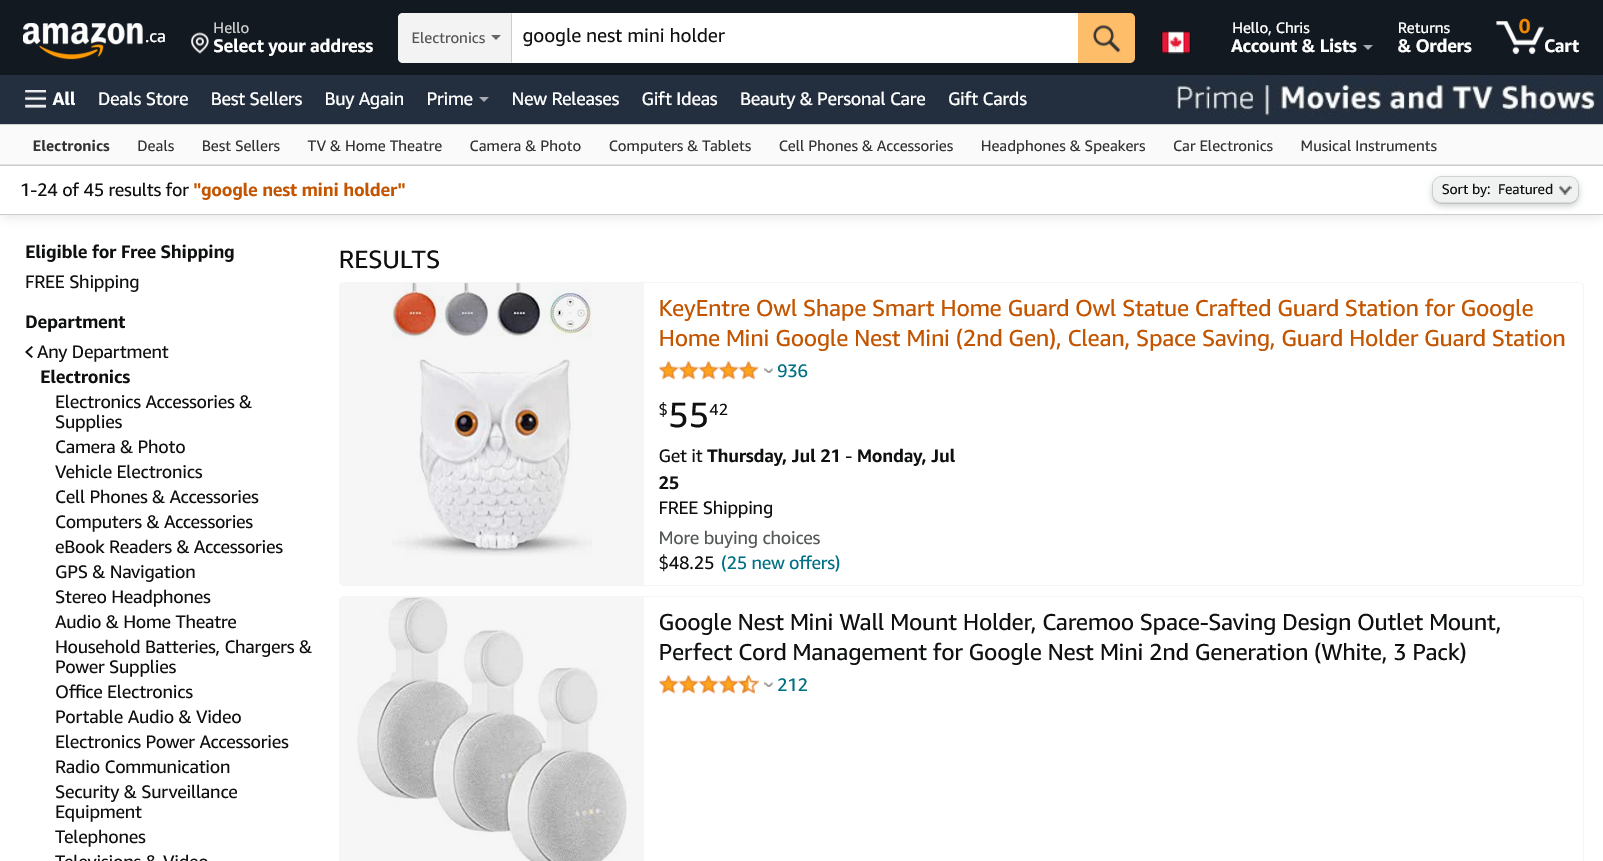 amazon.ca
Hello
Select your address
Electronics
google nest mini holder
Hello, Chris
Account & Lists
Returns
& Orders
0
Cart
All
Deals Store
Best Sellers
Buy Again
Prime
New Releases
Gift Ideas
Beauty & Personal Care
Gift Cards
Prime | Movies and TV Shows
Electronics
Deals
Best Sellers
TV & Home Theatre
Camera & Photo
Computers & Tablets
Cell Phones & Accessories
Headphones & Speakers
Car Electronics
Musical Instruments
1-24 of 45 results for "google nest mini holder"
Sort by: Featured
Eligible for Free Shipping
FREE Shipping
Department
Any Department
Electronics
Electronics Accessories &
Supplies
Camera & Photo
Vehicle Electronics
Cell Phones & Accessories
Computers & Accessories
eBook Readers & Accessories
GPS & Navigation
Stereo Headphones
Audio & Home Theatre
Household Batteries, Chargers &
Power Supplies
Office Electronics
Portable Audio & Video
Electronics Power Accessories
Radio Communication
Security & Surveillance
Equipment
Telephones
Televisions & Video
RESULTS
KeyEntre Owl Shape Smart Home Guard Owl Statue Crafted Guard Station for Google
Home Mini Google Nest Mini (2nd Gen), Clean, Space Saving, Guard Holder Guard Station
936
$55 42
Get it Thursday, Jul 21 - Monday, Jul
25
FREE Shipping
More buying choices
$48.25 (25 new offers)
Google Nest Mini Wall Mount Holder, Caremoo Space-Saving Design Outlet Mount,
Perfect Cord Management for Google Nest Mini 2nd Generation (White, 3 Pack)
212